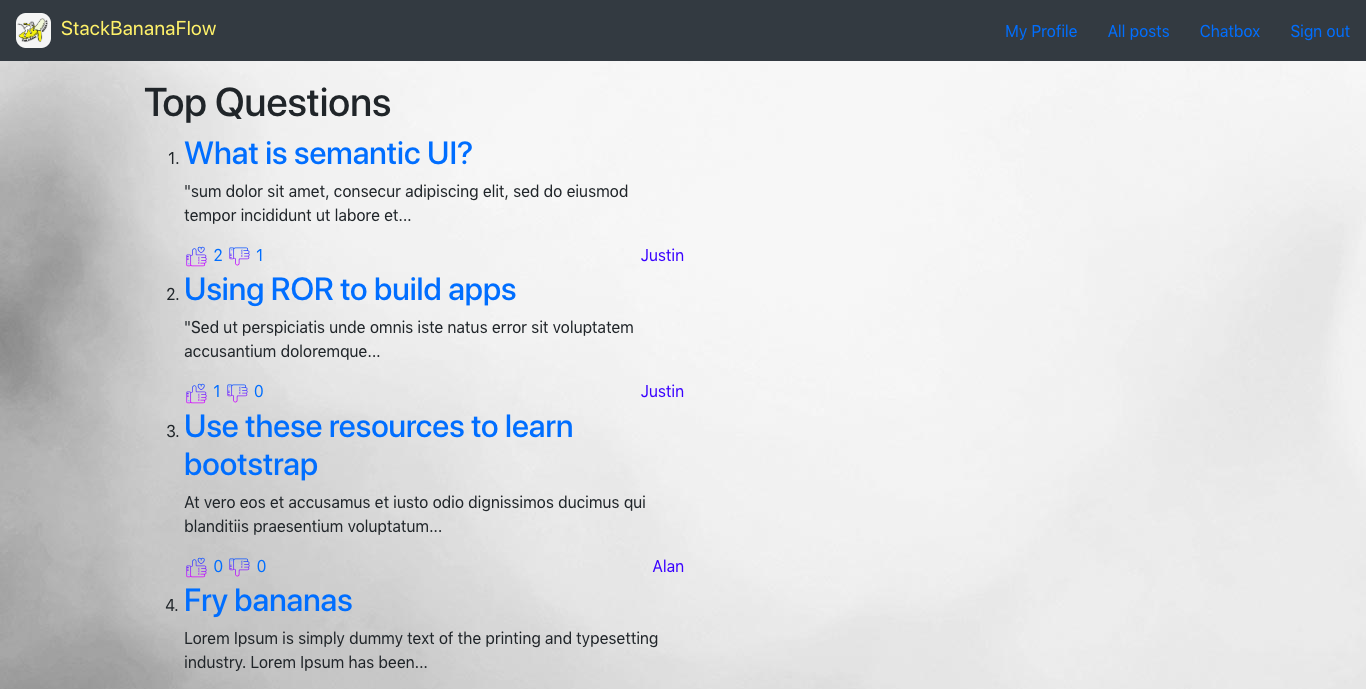 StackBananaFlow
My Profile All posts Chatbox Sign out
Top Questions
1. What is semantic UI?
"sum dolor sit amet, consecur adipiscing elit, sed do eiusmod
tempor incididunt ut labore et...
2 1 Justin
2. Using ROR to build apps
"Sed ut perspiciatis unde omnis iste natus error sit voluptatem
accusantium doloremque...
1 0 Justin
3. Use these resources to learn
bootstrap
At vero eos et accusamus et iusto odio dignissimos ducimus qui
blanditiis praesentium voluptatum...
0 0 Alan
4. Fry bananas
Lorem Ipsum is simply dummy text of the printing and typesetting
industry. Lorem Ipsum has been...